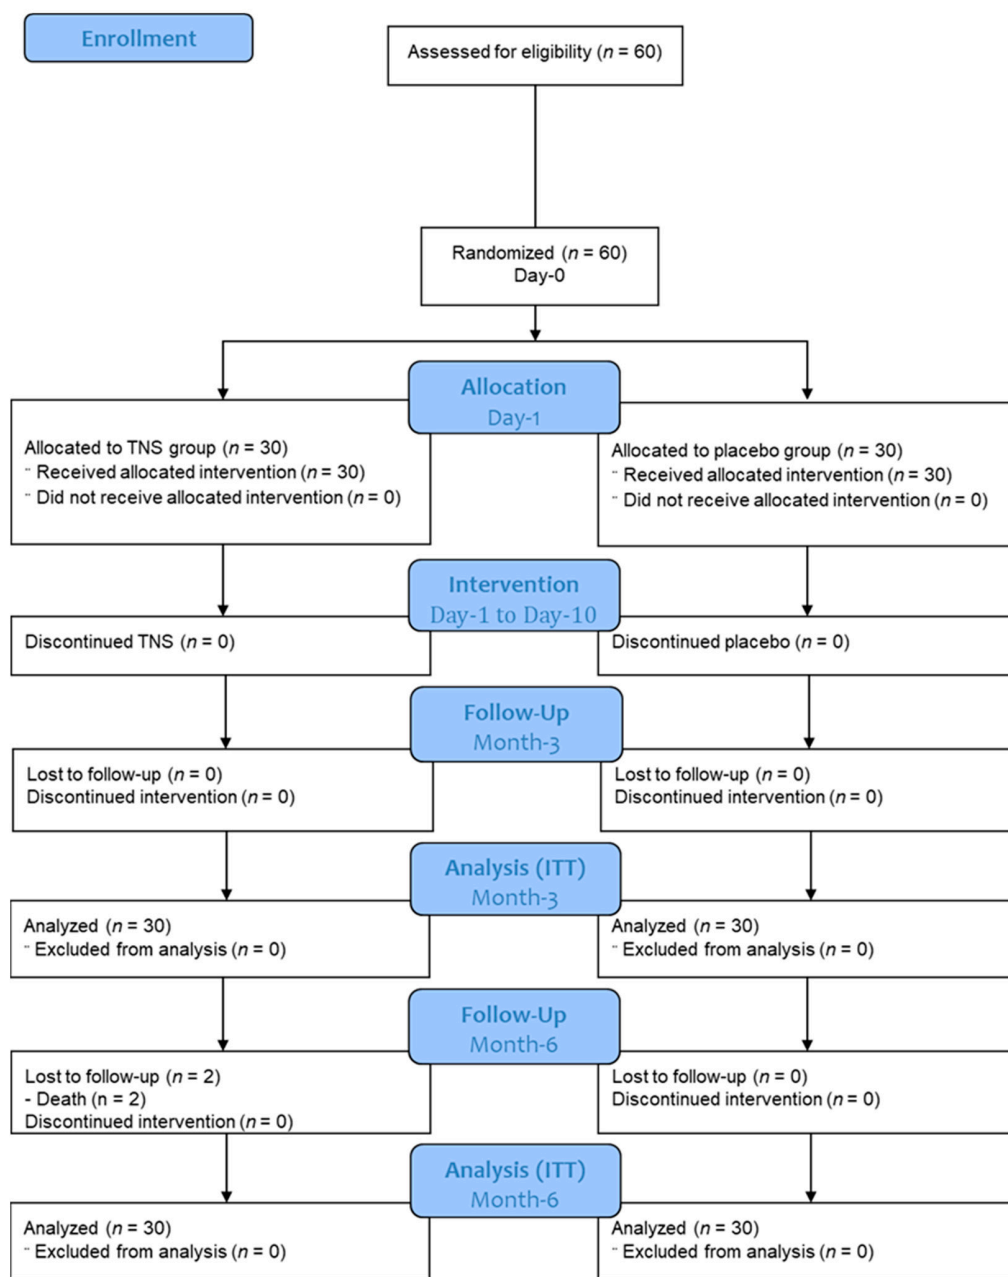 Enrollment
Assessed for eligibility (n = 60)
Randomized (n = 60)
Day-0
Allocation
Day-1
Allocated to TNS group (n = 30)
¨ Received allocated intervention (n = 30)
¨ Did not receive allocated intervention (n = 0)
Allocated to placebo group (n = 30)
¨ Received allocated intervention (n = 30)
¨ Did not receive allocated intervention (n = 0)
Intervention
Day-1 to Day-10
Discontinued TNS (n = 0)
Discontinued placebo (n = 0)
Follow-Up
Month-3
Lost to follow-up (n = 0)
Discontinued intervention (n = 0)
Lost to follow-up (n = 0)
Discontinued intervention (n = 0)
Analysis (ITT)
Month-3
Analyzed (n = 30)
¨ Excluded from analysis (n = 0)
Analyzed (n = 30)
¨ Excluded from analysis (n = 0)
Follow-Up
Month-6
Lost to follow-up (n = 2)
- Death (n = 2)
Discontinued intervention (n = 0)
Lost to follow-up (n = 0)
Discontinued intervention (n = 0)
Analysis (ITT)
Month-6
Analyzed (n = 30)
¨ Excluded from analysis (n = 0)
Analyzed (n = 30)
¨ Excluded from analysis (n = 0)